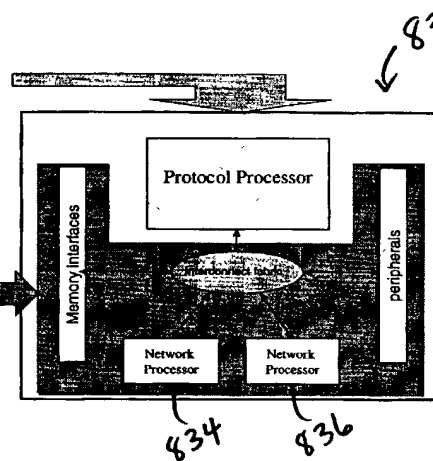 Protocol Processor
Memory Interfaces
Interconnect fabric
peripherals
Network
Processor
Network
Processor
834
836